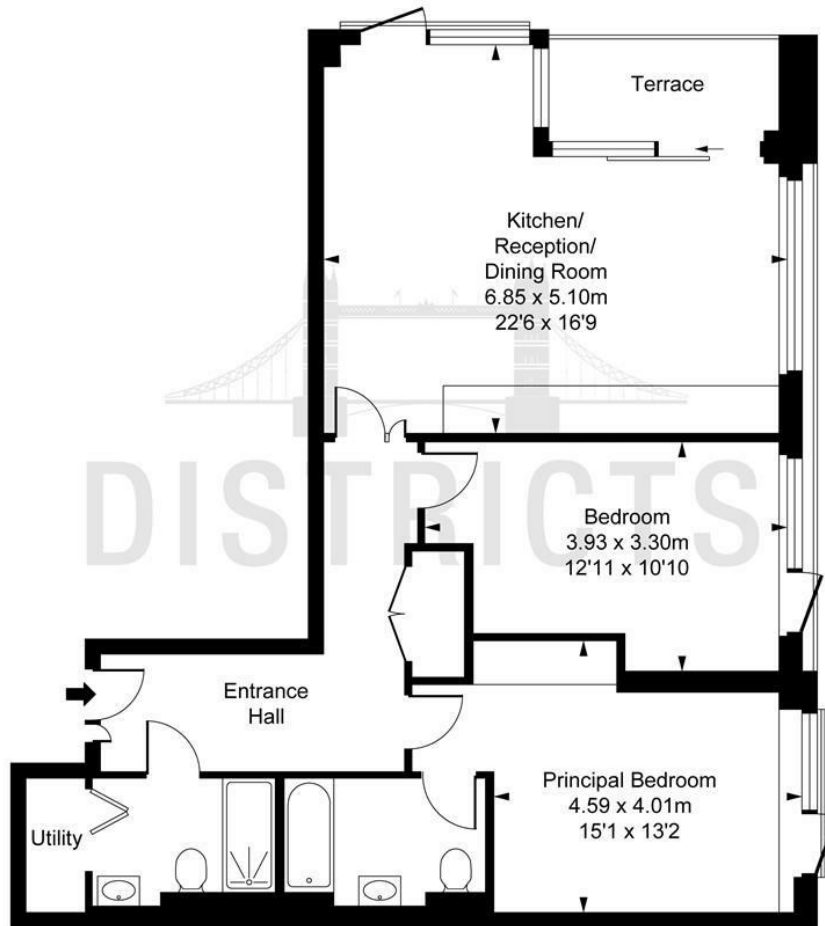 Terrace
Kitchen/
Reception/
Dining Room
6.85 x 5.10m
22'6 x 16'9
DISTRICTS
Bedroom
3.93 x 3.30m
12'11 x 10'10
Entrance
Hall
Principal Bedroom
4.59 x 4.01m
15'1 x 13'2
Utility